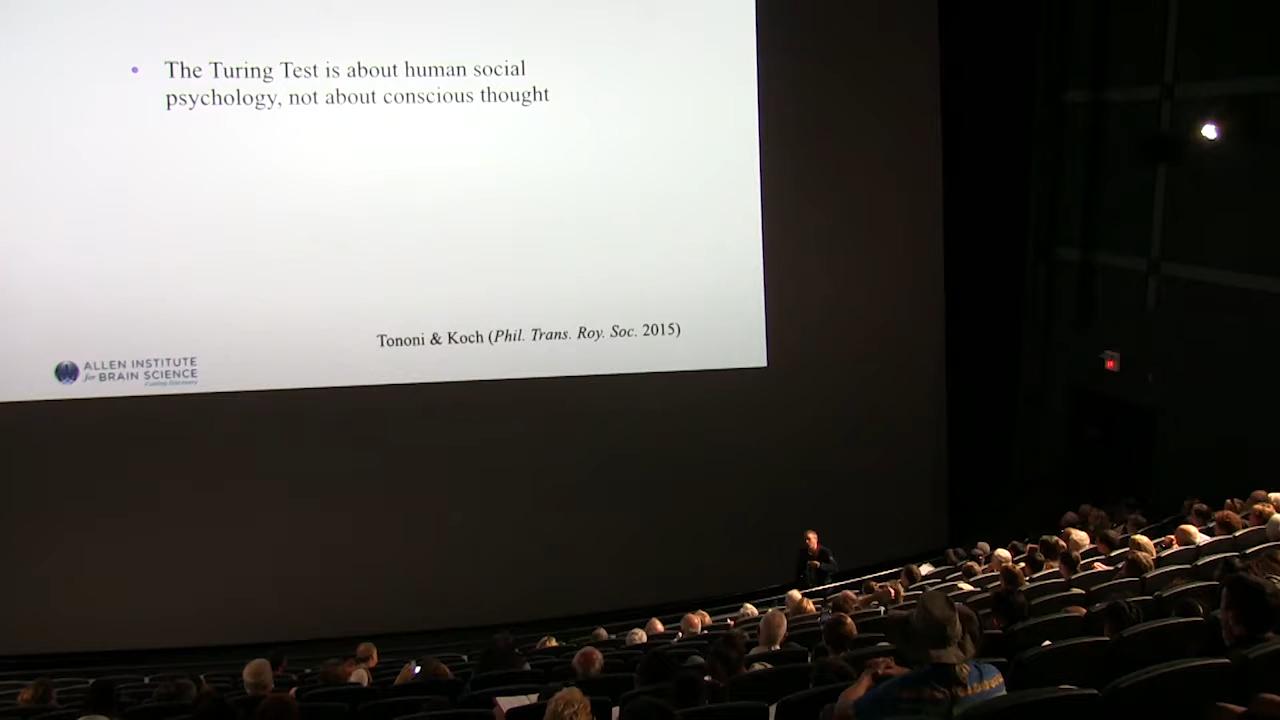 • The Turing Test is about human social
psychology, not about conscious thought
Tononi & Koch (Phil. Trans. Roy. Soc. 2015)
ALLEN INSTITUTE
for BRAIN SCIENCE